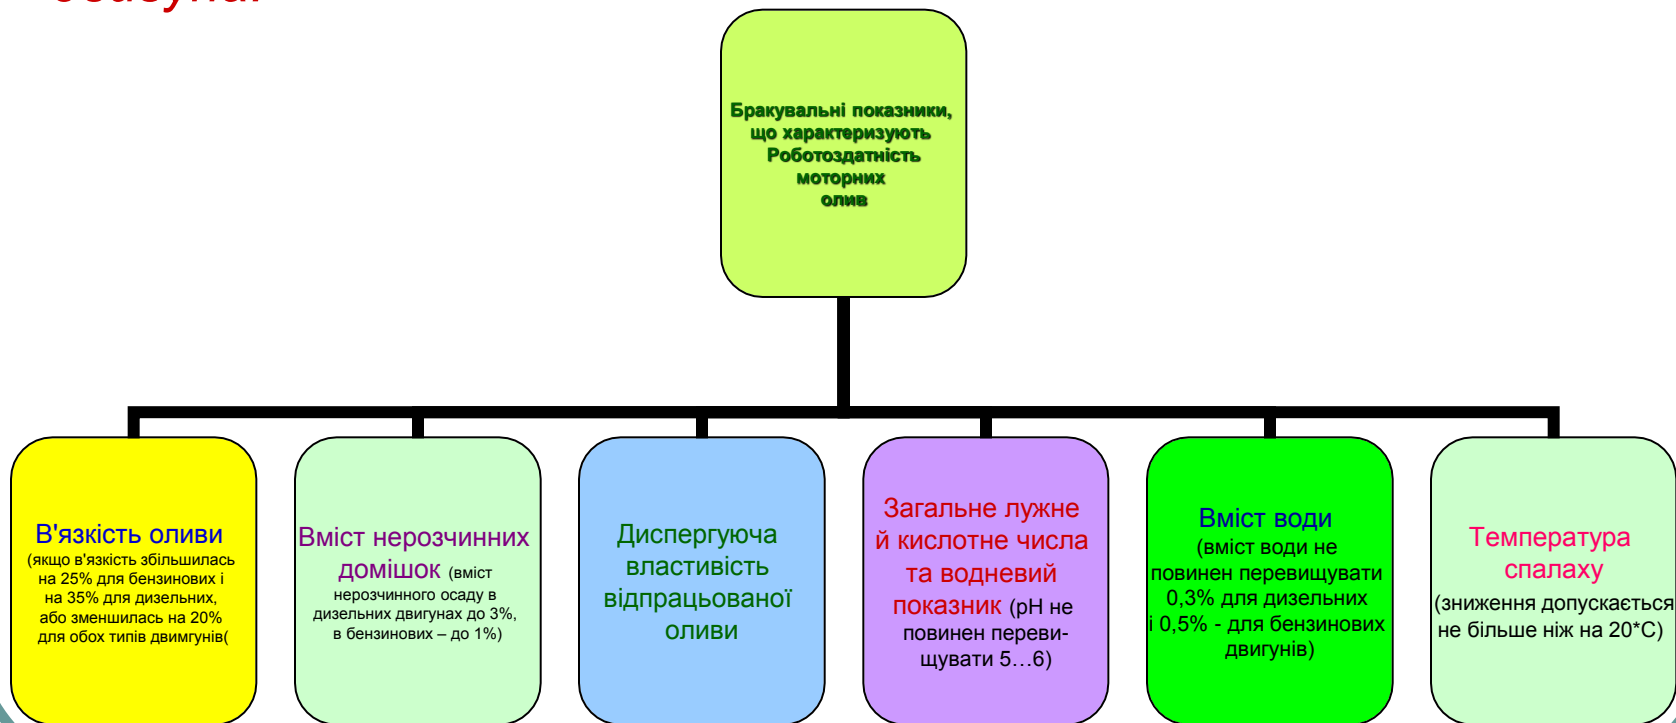 Бракувальні показники,
що характеризують
Роботоздатність
моторних
олив
В'язкість оливи
(якщо в'язкість збільшилась
на 25% для бензинових і
на 35% для дизельних,
або зменшилась на 20%
для обох типів двимгунів(
Вміст нерозчинних
домішок (вміст
нерозчинного осаду в
дизельних двигунах до 3%,
в бензинових – до 1%)
Диспергуюча
властивість
відпрацьованої
оливи
Загальне лужне
й кислотне числа
та водневий
показник (рН не
повинен переви-
щувати 5…6)
Вміст води
(вміст води не
повинен перевищувати
0,3% для дизельних
і 0,5% - для бензинових
двигунів)
Температура
спалаху
(зниження допускається
не більше ніж на 20*С)